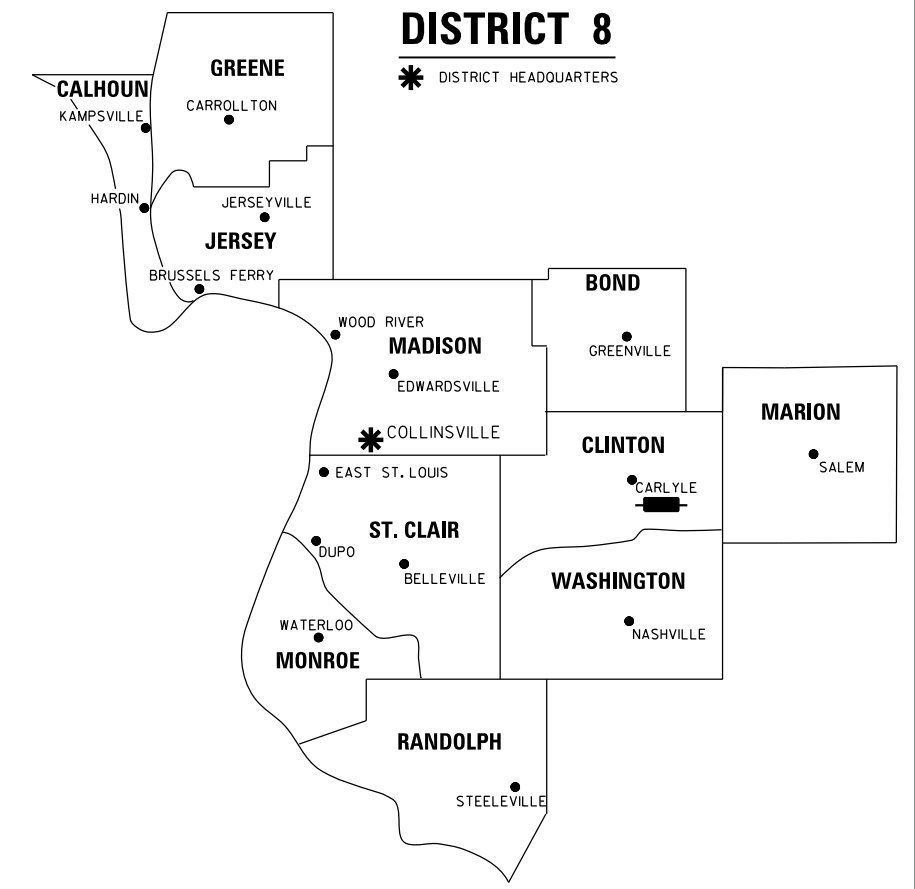 DISTRICT 8
DISTRICT HEADQUARTERS
GREENE
CALHOUN
CARROLLTON
KAMPSVILLE
HARDIN
JERSEYVILLE
JERSEY
BRUSSELS FERRY
BOND
WOOD RIVER
MADISON
GREENVILLE
EDWARDSVILLE
MARION
COLLINSVILLE
CLINTON
SALEM
EAST ST. LOUIS
CARLYLE
ST. CLAIR
DUPO
BELLEVILLE
WASHINGTON
WATERLOO
NASHVILLE
MONROE
RANDOLPH
STEELEVILLE